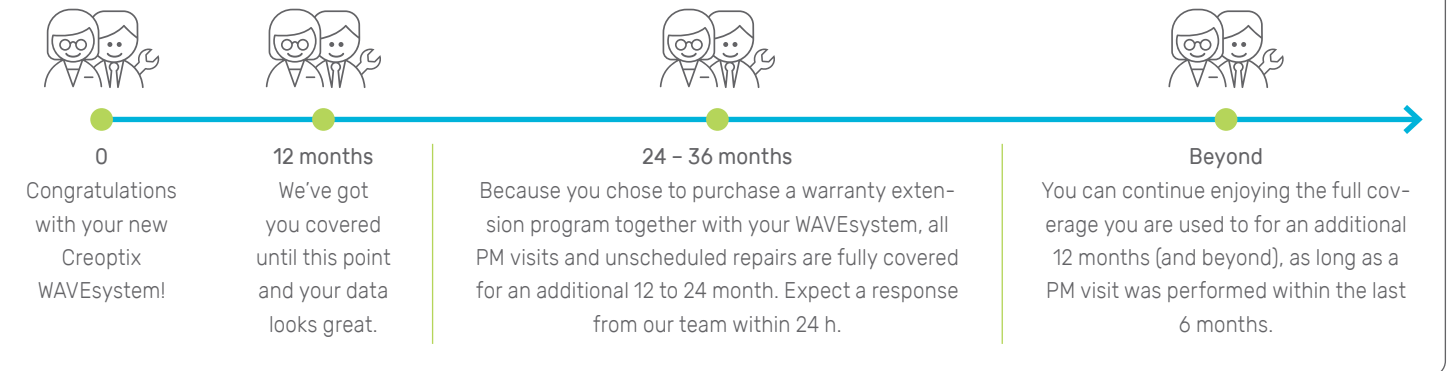 0
Congratulations
with your new
Creoptix
WAVEsystem!
12 months
We've got
you covered
until this point
and your data
looks great.
24 – 36 months
Because you chose to purchase a warranty exten-
sion program together with your WAVEsystem, all
PM visits and unscheduled repairs are fully covered
for an additional 12 to 24 month. Expect a response
from our team within 24 h.
Beyond
You can continue enjoying the full cov-
erage you are used to for an additional
12 months (and beyond), as long as a
PM visit was performed within the last
6 months.